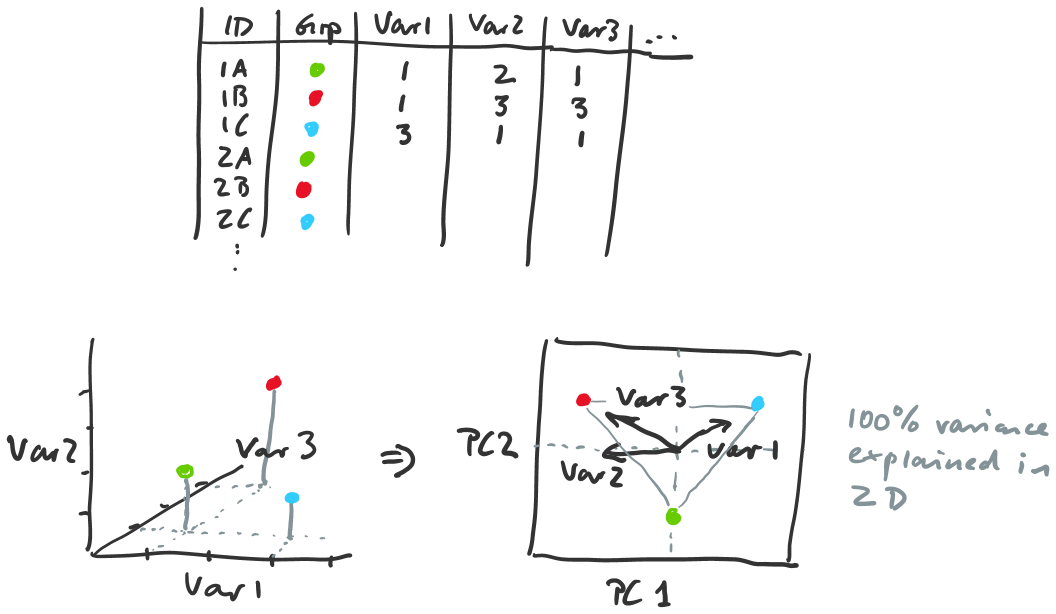 ID Grp Var1 Var2 Var3 ...
1A 1 2 1
1B 1 3 3
1C 3 1 1
2A
2B
2C
Var2
Var 3
Var 1
⇒
PC2
Var3
Var1
Var2
PC 1
100% variance
explained in
2D